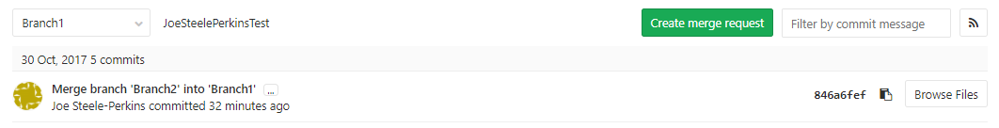 Branch1 JoeSteelePerkinsTest Create merge request Filter by commit message
30 Oct, 2017 5 commits
Merge branch 'Branch2' into 'Branch1' ...
Joe Steele-Perkins committed 32 minutes ago
846a6fef Browse Files